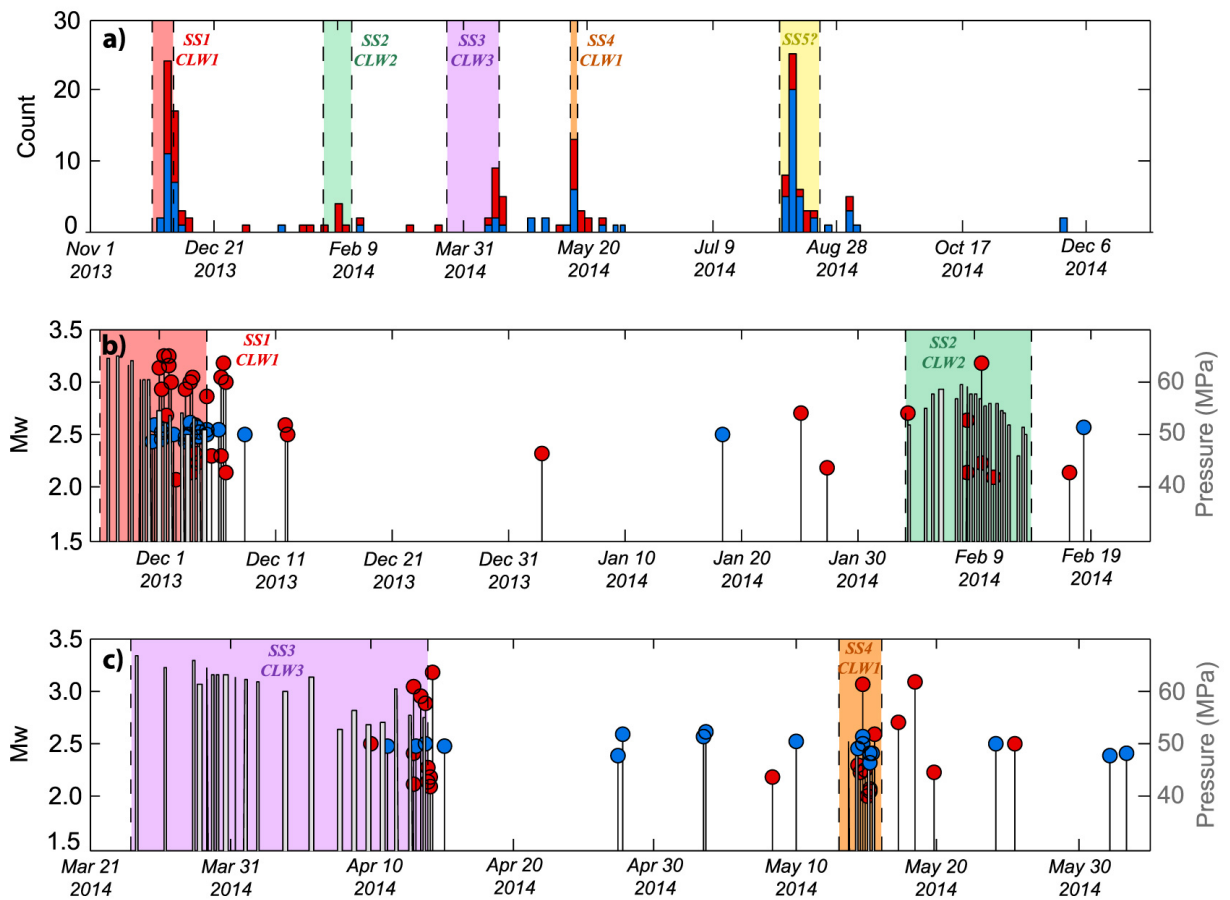 a)
30
20
10
0
Count
SS1
CLW1
SS2
CLW2
SS3
CLW3
SS4
CLW1
SS5?
Nov 1
2013
Dec 21
2013
Feb 9
2014
Mar 31
2014
May 20
2014
Jul 9
2014
Aug 28
2014
Oct 17
2014
Dec 6
2014
b)
3.5
3.0
2.5
2.0
1.5
Mw
SS1
CLW1
SS2
CLW2
60
50
40
Pressure (MPa)
Dec 1
2013
Dec 11
2013
Dec 21
2013
Dec 31
2013
Jan 10
2014
Jan 20
2014
Jan 30
2014
Feb 9
2014
Feb 19
2014
c)
3.5
3.0
2.5
2.0
1.5
Mw
SS3
CLW3
SS4
CLW1
60
50
40
Pressure (MPa)
Mar 21
2014
Mar 31
2014
Apr 10
2014
Apr 20
2014
Apr 30
2014
May 10
2014
May 20
2014
May 30
2014